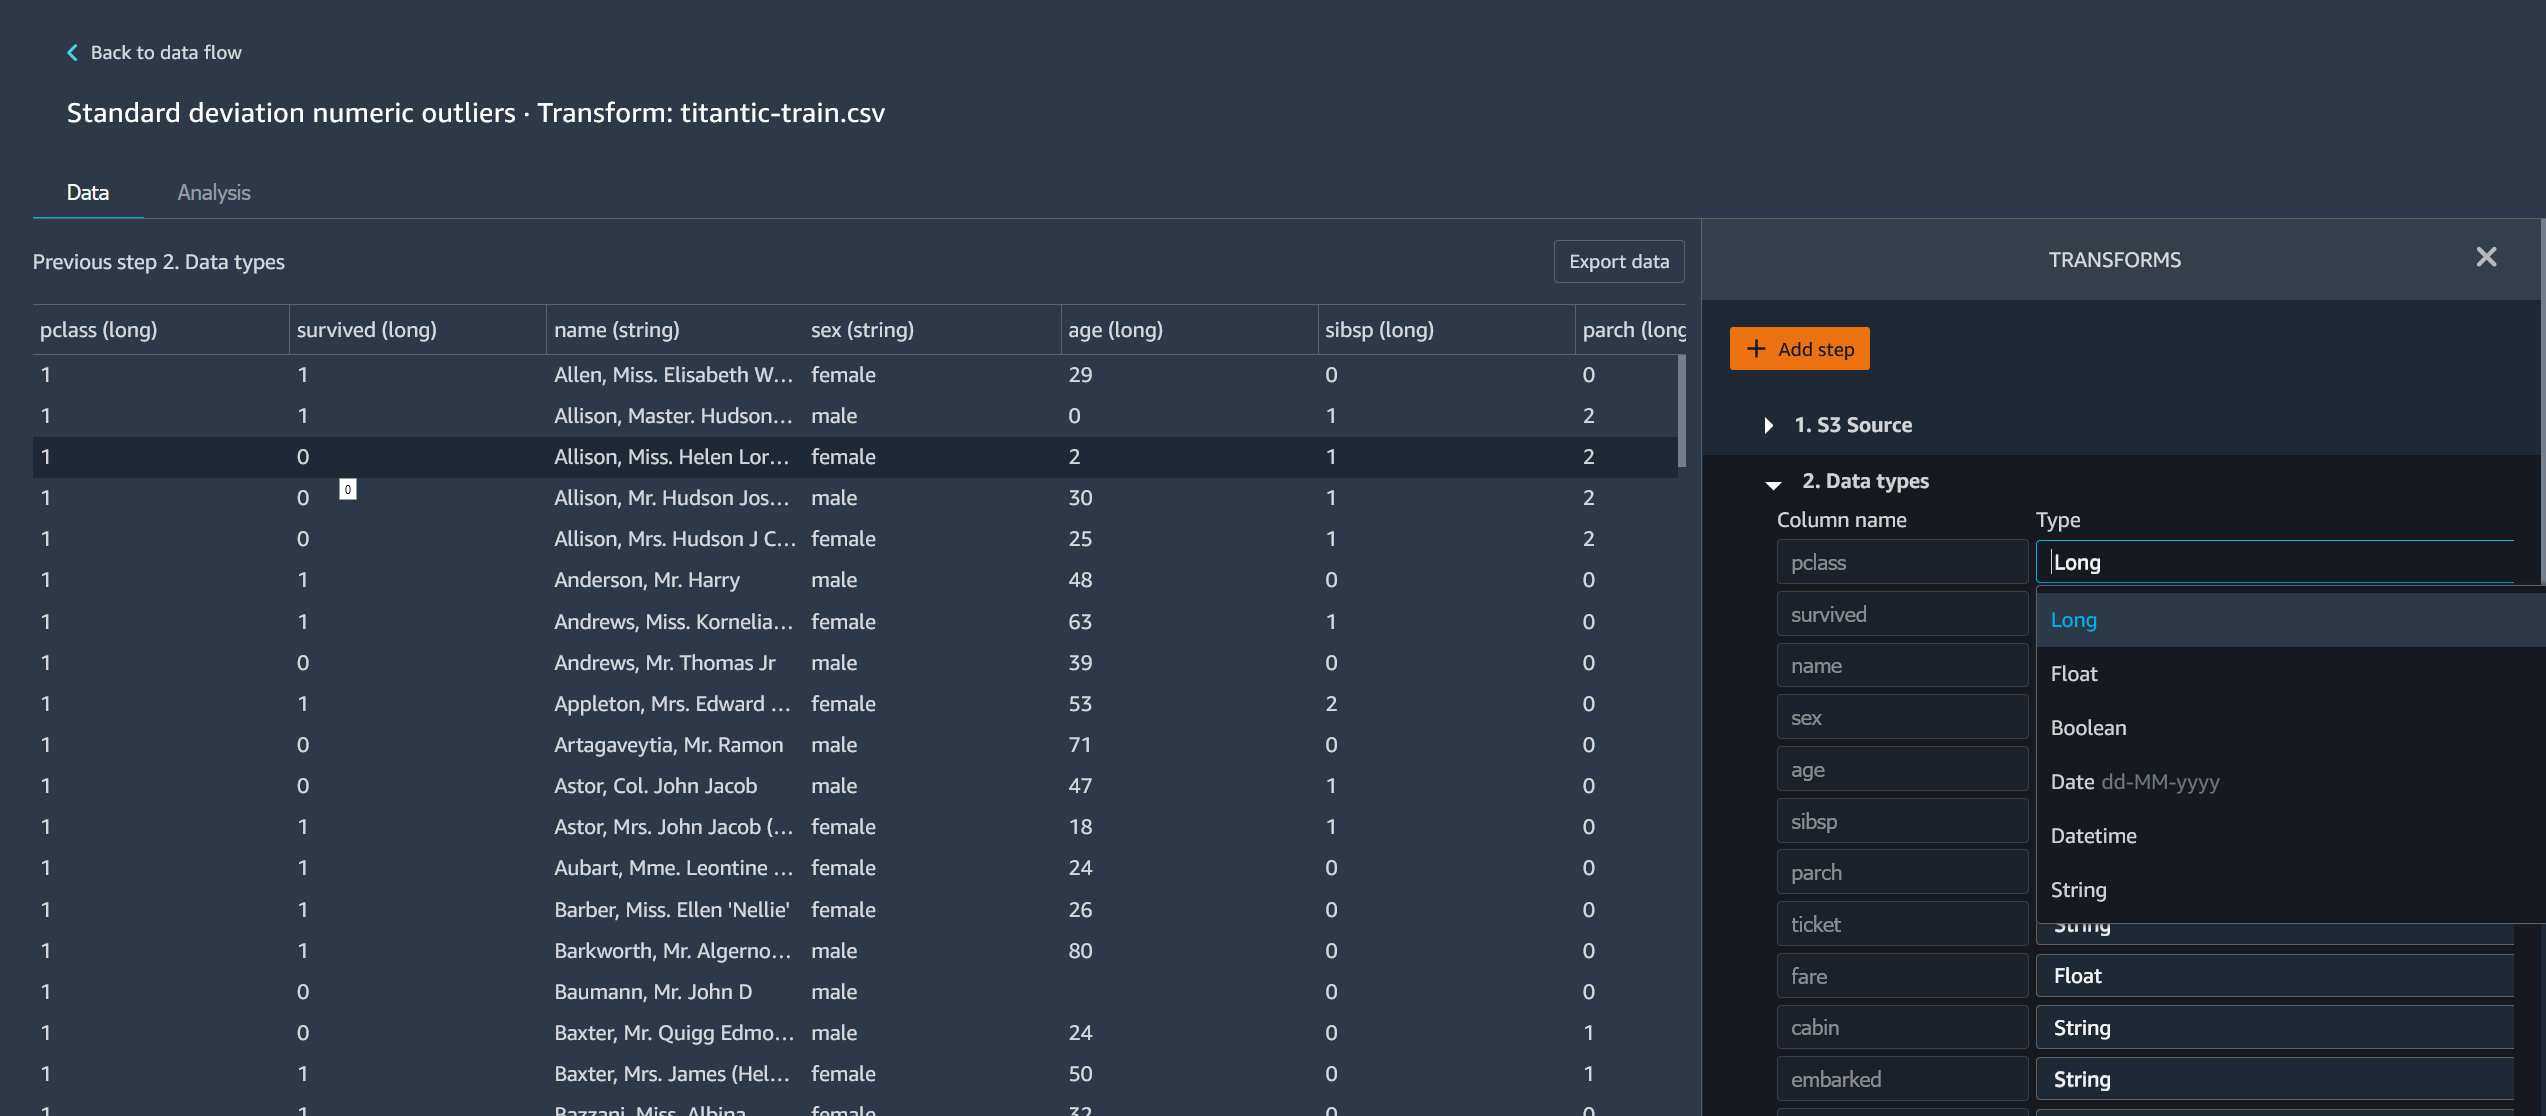 Back to data flow
Standard deviation numeric outliers · Transform: titantic-train.csv
Data Analysis
Previous step 2. Data types Export data
pclass (long) survived (long) name (string) sex (string) age (long) sibsp (long) parch (long
1 1 Allen, Miss. Elisabeth W... female 29 0 0
1 1 Allison, Master. Hudson... male 0 1 2
1 0 Allison, Miss. Helen Lor... female 2 1 2
0
1 0 Allison, Mr. Hudson Jos... male 30 1 2
1 0 Allison, Mrs. Hudson J C... female 25 1 2
1 1 Anderson, Mr. Harry male 48 0 0
1 1 Andrews, Miss. Kornelia... female 63 1 0
1 0 Andrews, Mr. Thomas Jr male 39 0 0
1 1 Appleton, Mrs. Edward ... female 53 2 0
1 0 Artagaveytia, Mr. Ramon male 71 0 0
1 0 Astor, Col. John Jacob male 47 1 0
1 1 Astor, Mrs. John Jacob (... female 18 1 0
1 1 Aubart, Mme. Leontine ... female 24 0 0
1 1 Barber, Miss. Ellen 'Nellie' female 26 0 0
1 1 Barkworth, Mr. Algerno... male 80 0 0
1 0 Baumann, Mr. John D male 0 0
1 0 Baxter, Mr. Quigg Edmo... male 24 0 1
1 1 Baxter, Mrs. James (Hel... female 50 0 1
1 1 Bazzani, Miss. Albina female 32 0 0
TRANSFORMS
Add step
1. S3 Source
2. Data types
Column name Type
pclass Long
survived
name
sex
age
sibsp
parch
ticket String
fare Float
cabin String
embarked String
Long
Float
Boolean
Date dd-MM-yyyy
Datetime
String